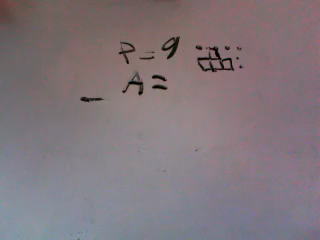 P = 9
A =